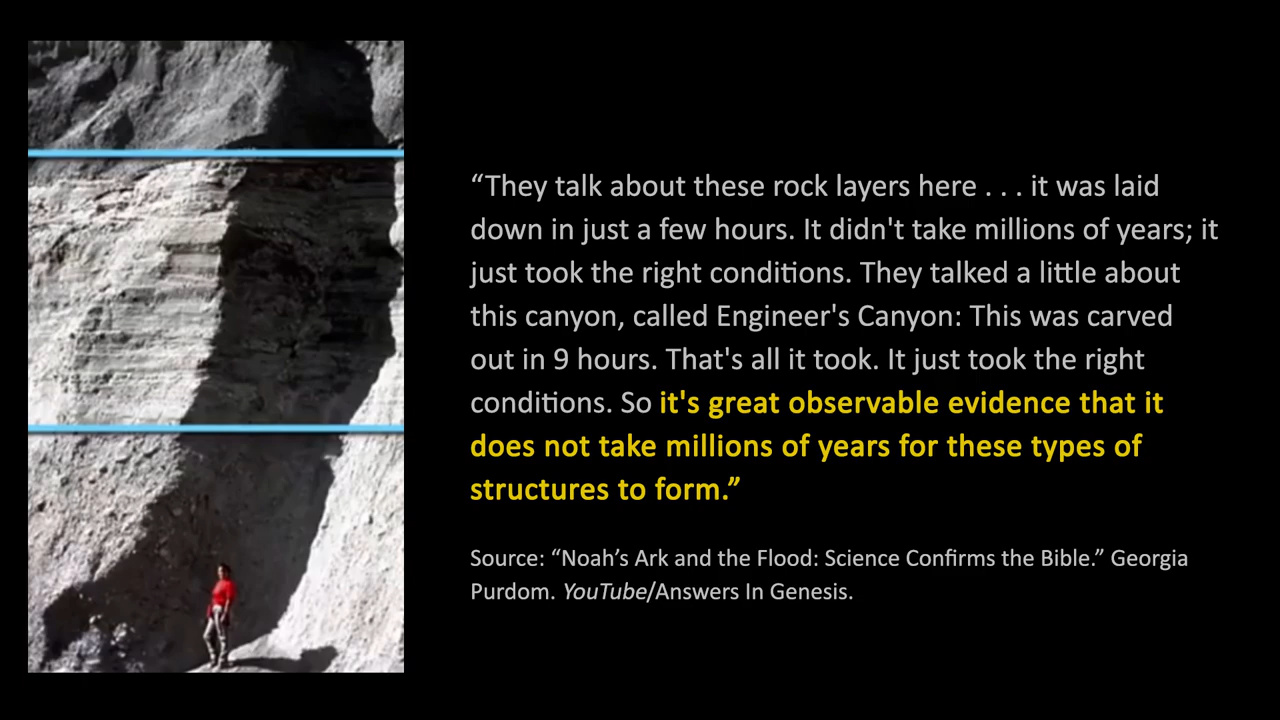 “They talk about these rock layers here . . . it was laid
down in just a few hours. It didn't take millions of years; it
just took the right conditions. They talked a little about
this canyon, called Engineer's Canyon: This was carved
out in 9 hours. That's all it took. It just took the right
conditions. So it's great observable evidence that it
does not take millions of years for these types of
structures to form.”
Source: “Noah’s Ark and the Flood: Science Confirms the Bible.” Georgia
Purdom. YouTube/Answers In Genesis.